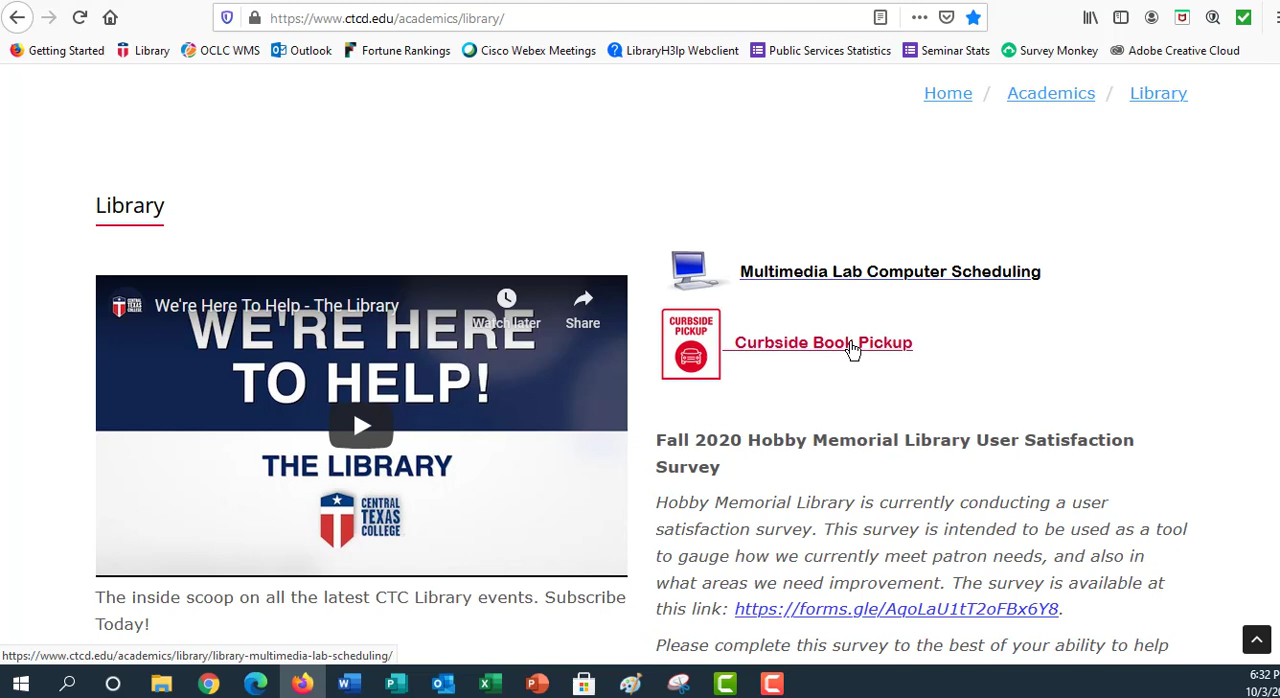 https://www.ctcd.edu/academics/library/
Getting Started Library OCLC WMS Outlook Fortune Rankings Cisco Webex Meetings LibraryH3lp Webclient Public Services Statistics Seminar Stats Survey Monkey Adobe Creative Cloud
Home / Academics / Library
Library
Multimedia Lab Computer Scheduling
CURBSIDE
PICKUP
Curbside Book Pickup
We're Here To Help - The Library
Watch later
Share
WE'RE HERE
TO HELP!
THE LIBRARY
CENTRAL
TEXAS
COLLEGE
The inside scoop on all the latest CTC Library events. Subscribe
Today!
Fall 2020 Hobby Memorial Library User Satisfaction
Survey
Hobby Memorial Library is currently conducting a user
satisfaction survey. This survey is intended to be used as a tool
to gauge how we currently meet patron needs, and also in
what areas we need improvement. The survey is available at
this link: https://forms.gle/AqoLaU1tT2oFBx6Y8.
Please complete this survey to the best of your ability to help
https://www.ctcd.edu/academics/library/library-multimedia-lab-scheduling/
6:32 P
10/3/20